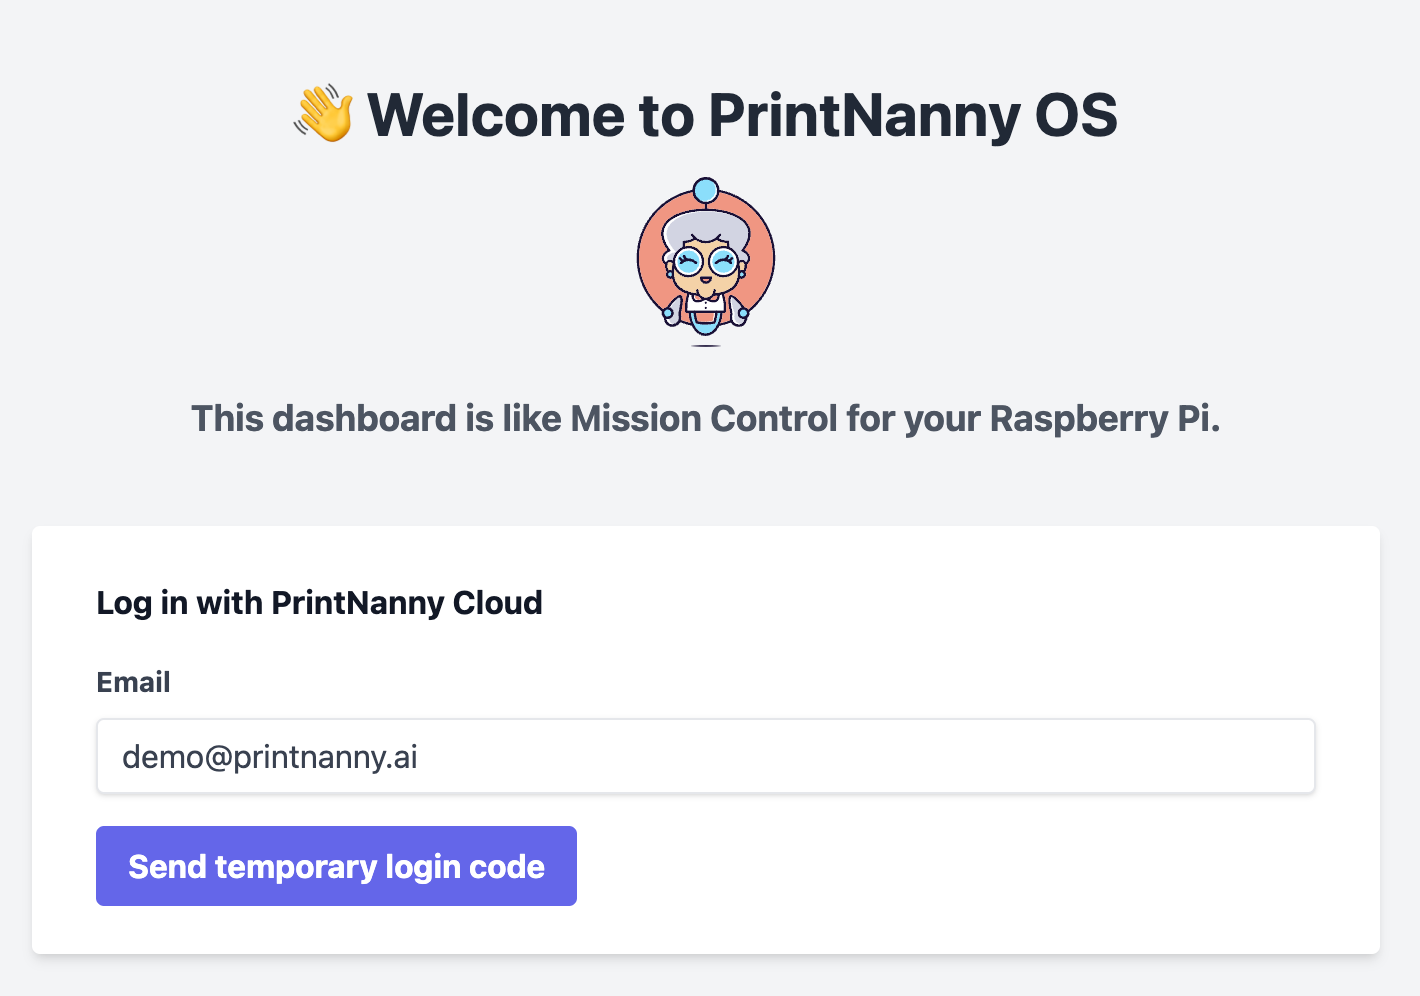 👋 Welcome to PrintNanny OS
This dashboard is like Mission Control for your Raspberry Pi.
Log in with PrintNanny Cloud
Email
demo@printnanny.ai
Send temporary login code